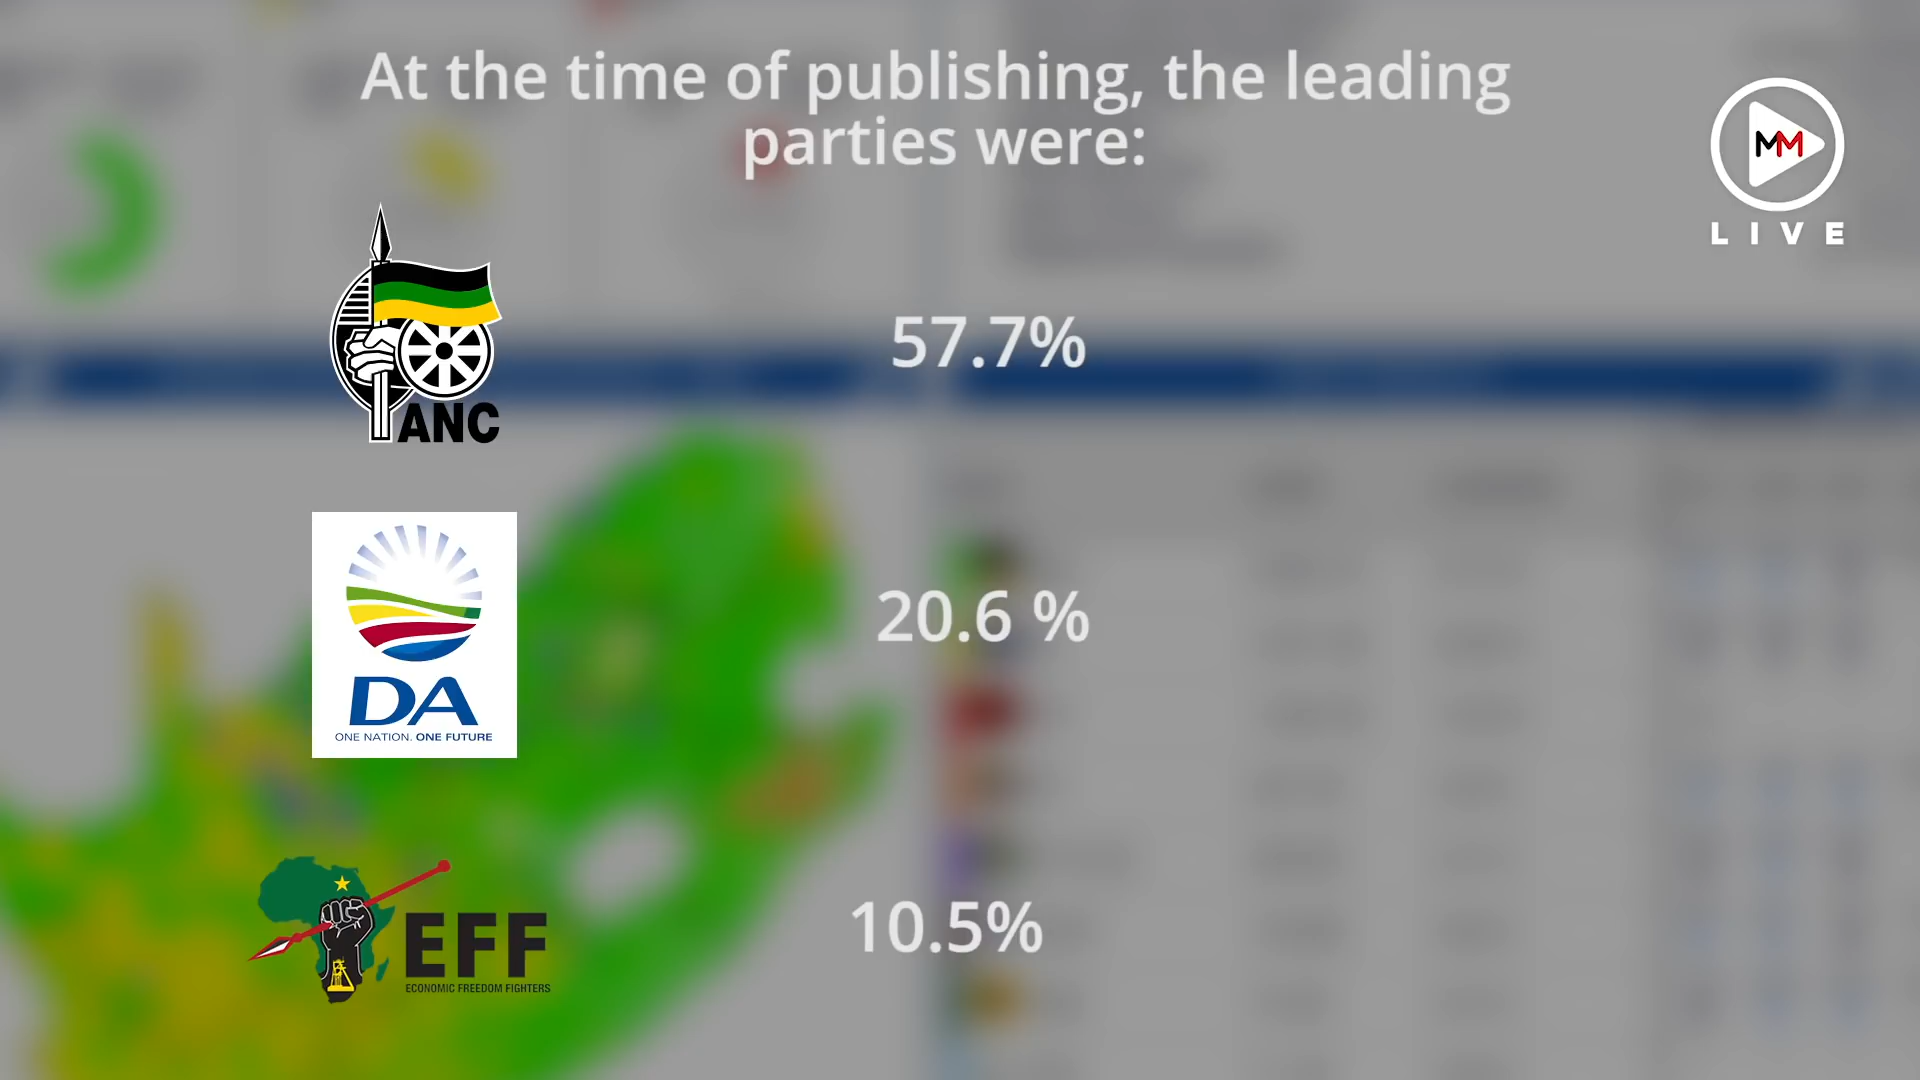 At the time of publishing, the leading
parties were:
MM
LIVE
ANC
57.7%
DA
ONE NATION. ONE FUTURE
20.6 %
EFF
ECONOMIC FREEDOM FIGHTERS
10.5%